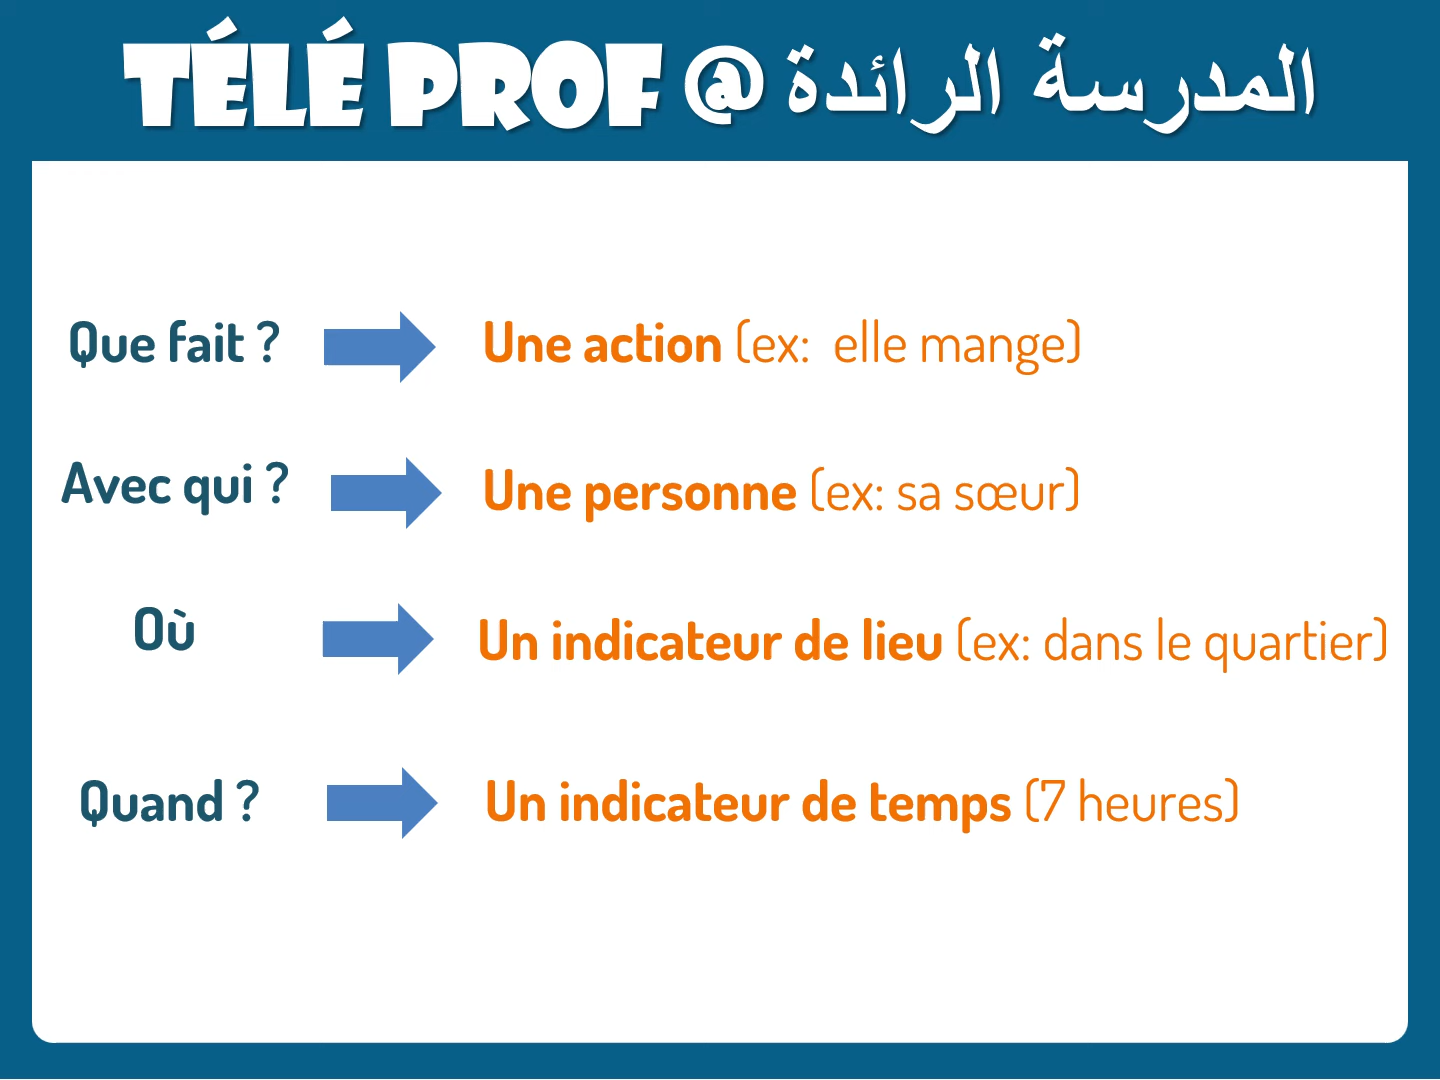 TÉLÉ PROF @ المدرسة الرائدة
Que fait ? Une action (ex: elle mange)
Avec qui ? Une personne (ex: sa sœur)
Où Un indicateur de lieu (ex: dans le quartier)
Quand ? Un indicateur de temps (7 heures)